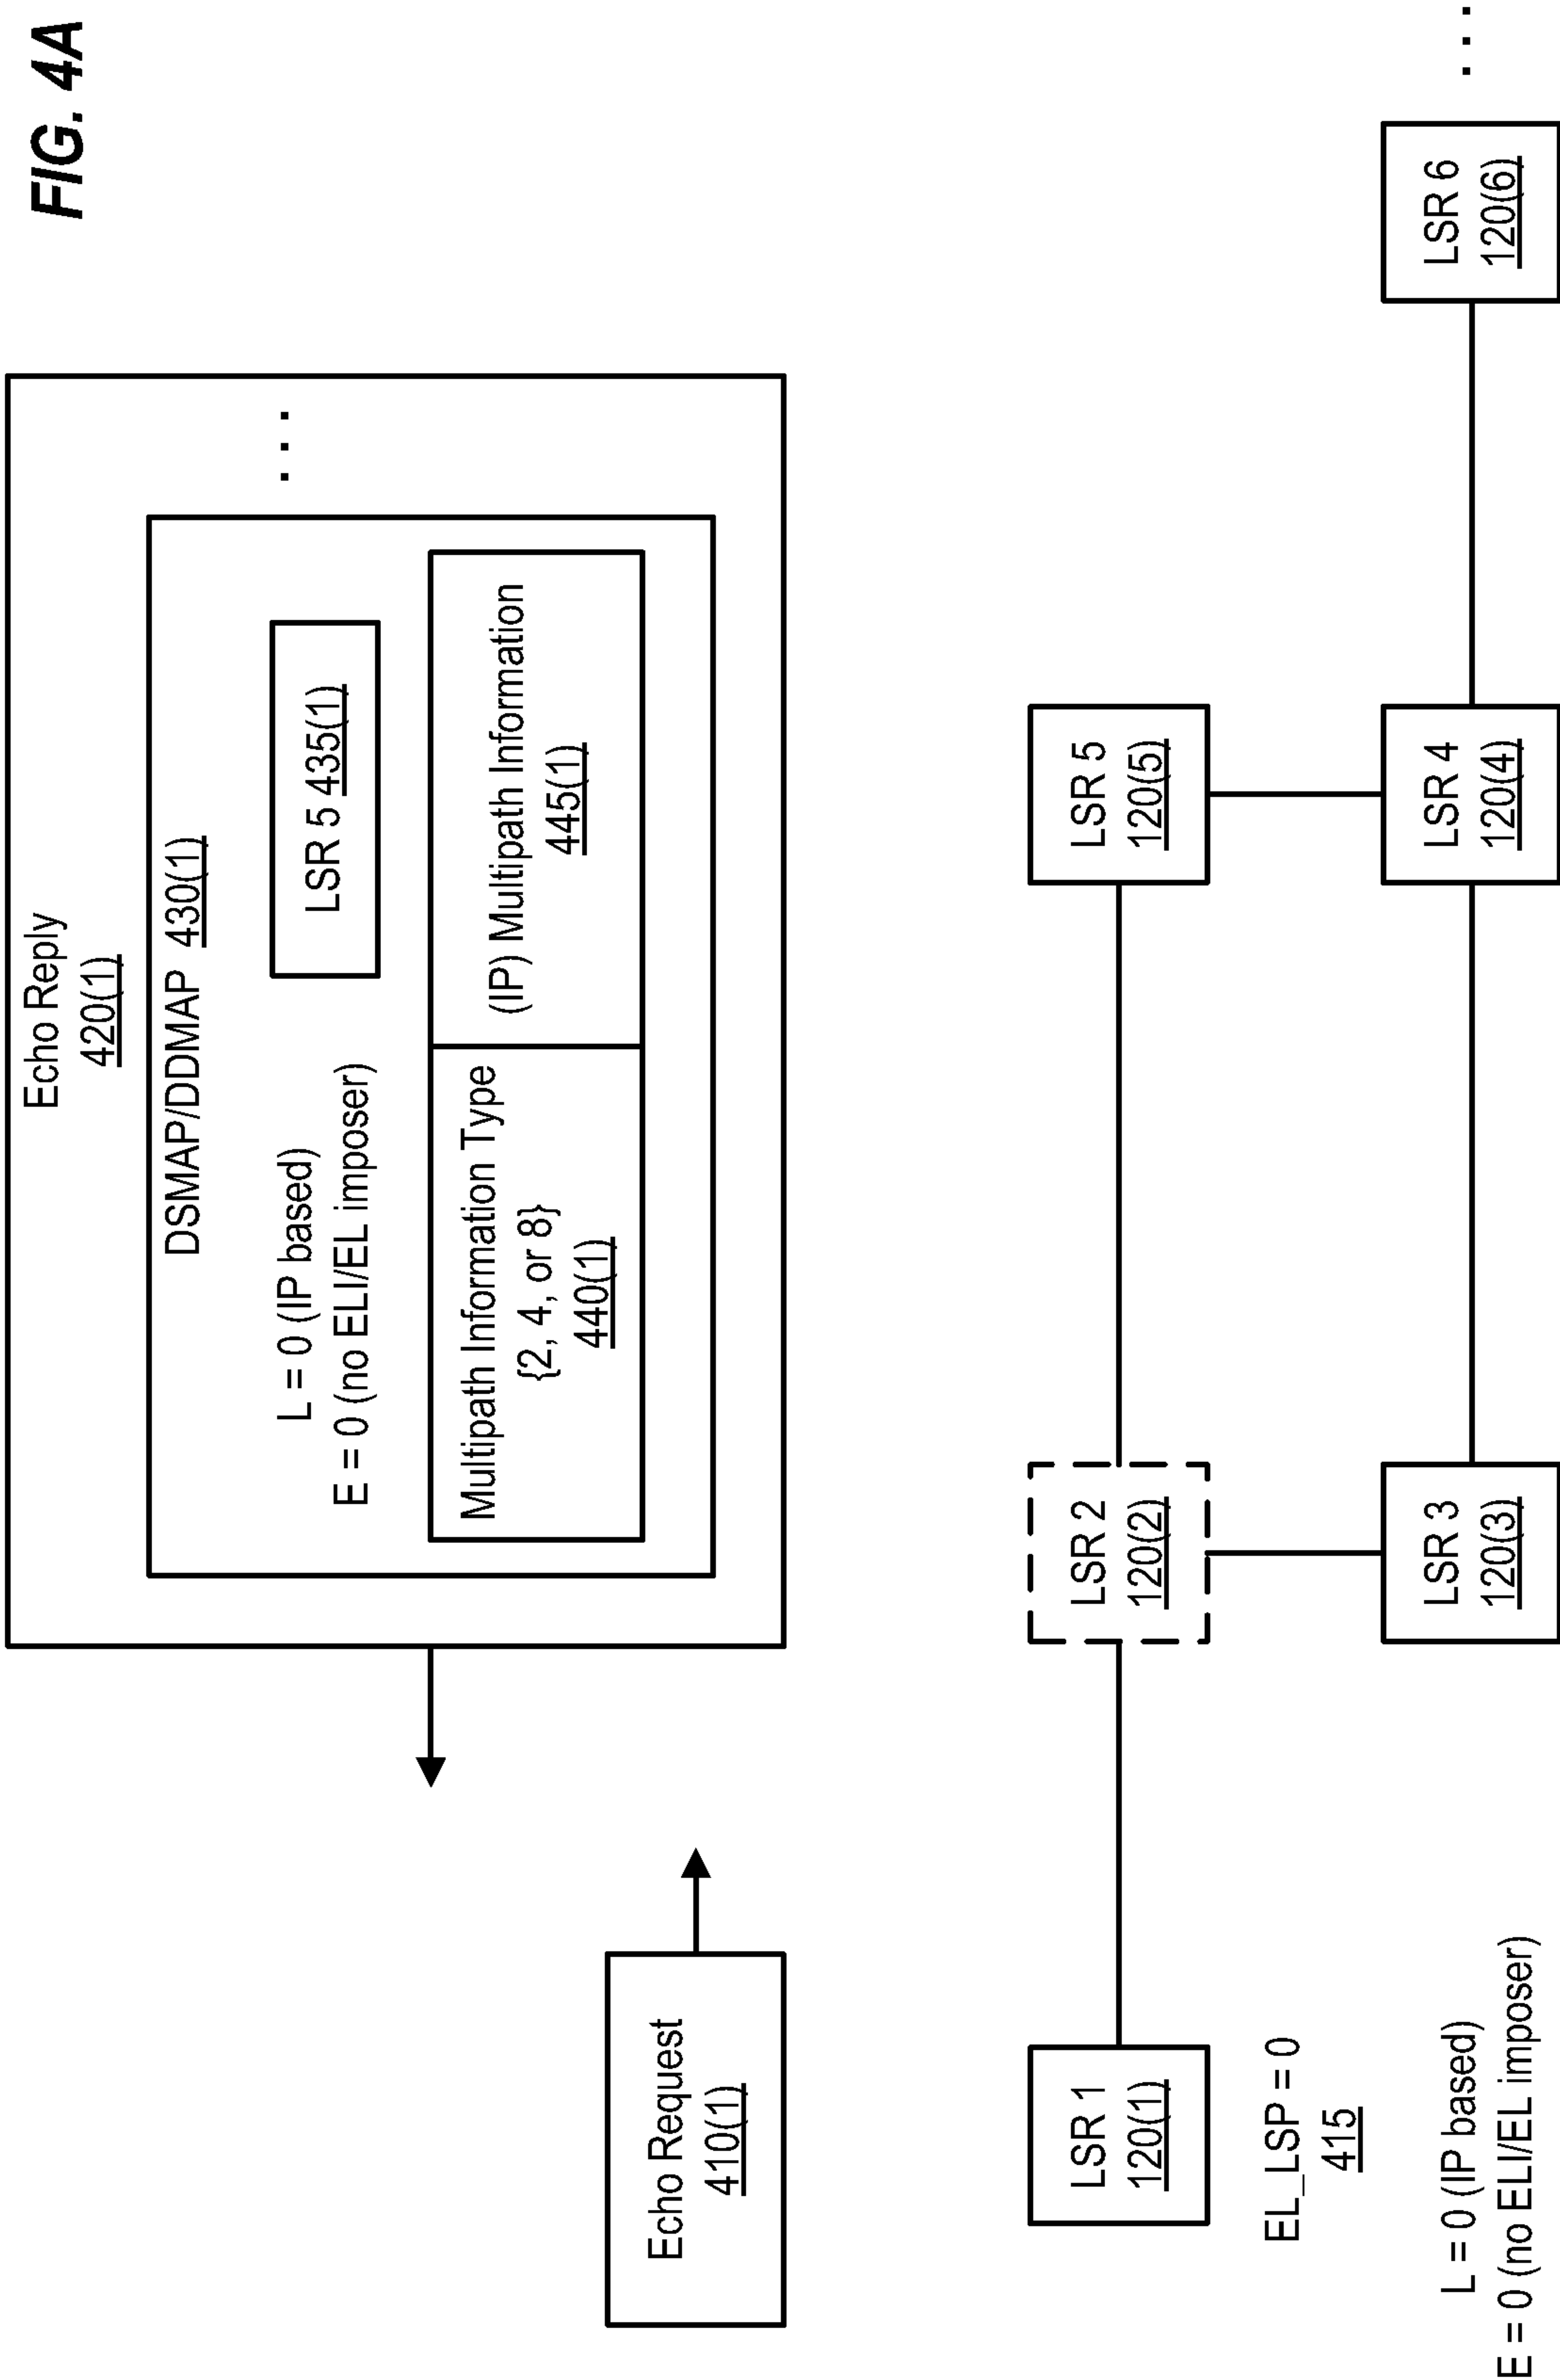 FIG. 4A
Echo Reply
420(1)
DSMAP/DDMAP 430(1)
L = 0 (IP based)
E = 0 (no ELI/EL imposer)
LSR 5 435(1)
. . .
Multipath Information Type
{2, 4, or 8}
440(1)
(IP) Multipath Information
445(1)
Echo Request
410(1)
LSR 1
120(1)
LSR 2
120(2)
LSR 5
120(5)
EL_LSP = 0
415
LSR 3
120(3)
LSR 4
120(4)
LSR 6
120(6)
. . .
L = 0 (IP based)
E = 0 (no ELI/EL imposer)